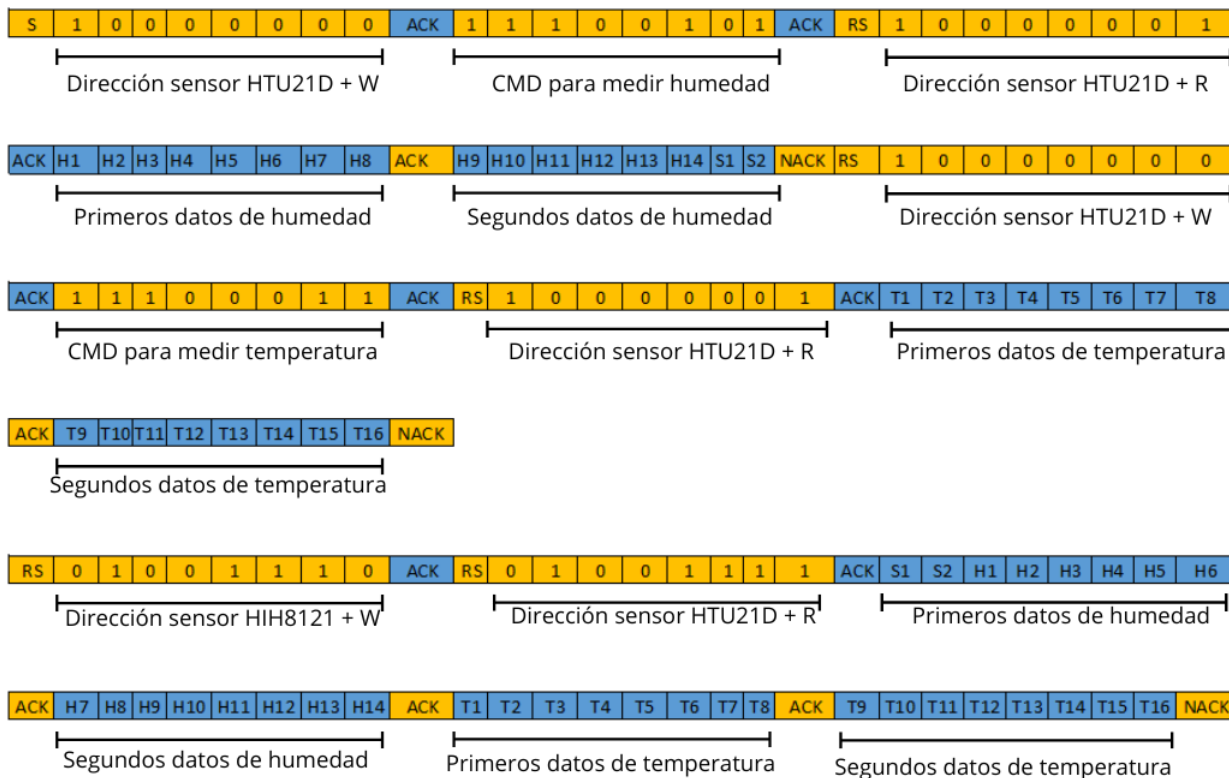 S 1 0 0 0 0 0 0 0 ACK 1 1 1 0 0 1 0 1 ACK RS 1 0 0 0 0 0 0 1
Dirección sensor HTU21D + W CMD para medir humedad Dirección sensor HTU21D + R
ACK H1 H2 H3 H4 H5 H6 H7 H8 ACK H9 H10 H11 H12 H13 H14 S1 S2 NACK RS 1 0 0 0 0 0 0 0
Primeros datos de humedad Segundos datos de humedad Dirección sensor HTU21D + W
ACK 1 1 1 0 0 0 1 1 ACK RS 1 0 0 0 0 0 0 1 ACK T1 T2 T3 T4 T5 T6 T7 T8
CMD para medir temperatura Dirección sensor HTU21D + R Primeros datos de temperatura
ACK T9 T10 T11 T12 T13 T14 T15 T16 NACK
Segundos datos de temperatura
RS 0 1 0 0 1 1 1 0 ACK RS 0 1 0 0 1 1 1 1 ACK S1 S2 H1 H2 H3 H4 H5 H6
Dirección sensor HIH8121 + W Dirección sensor HTU21D + R Primeros datos de humedad
ACK H7 H8 H9 H10 H11 H12 H13 H14 ACK T1 T2 T3 T4 T5 T6 T7 T8 ACK T9 T10 T11 T12 T13 T14 T15 T16 NACK
Segundos datos de humedad Primeros datos de temperatura Segundos datos de temperatura